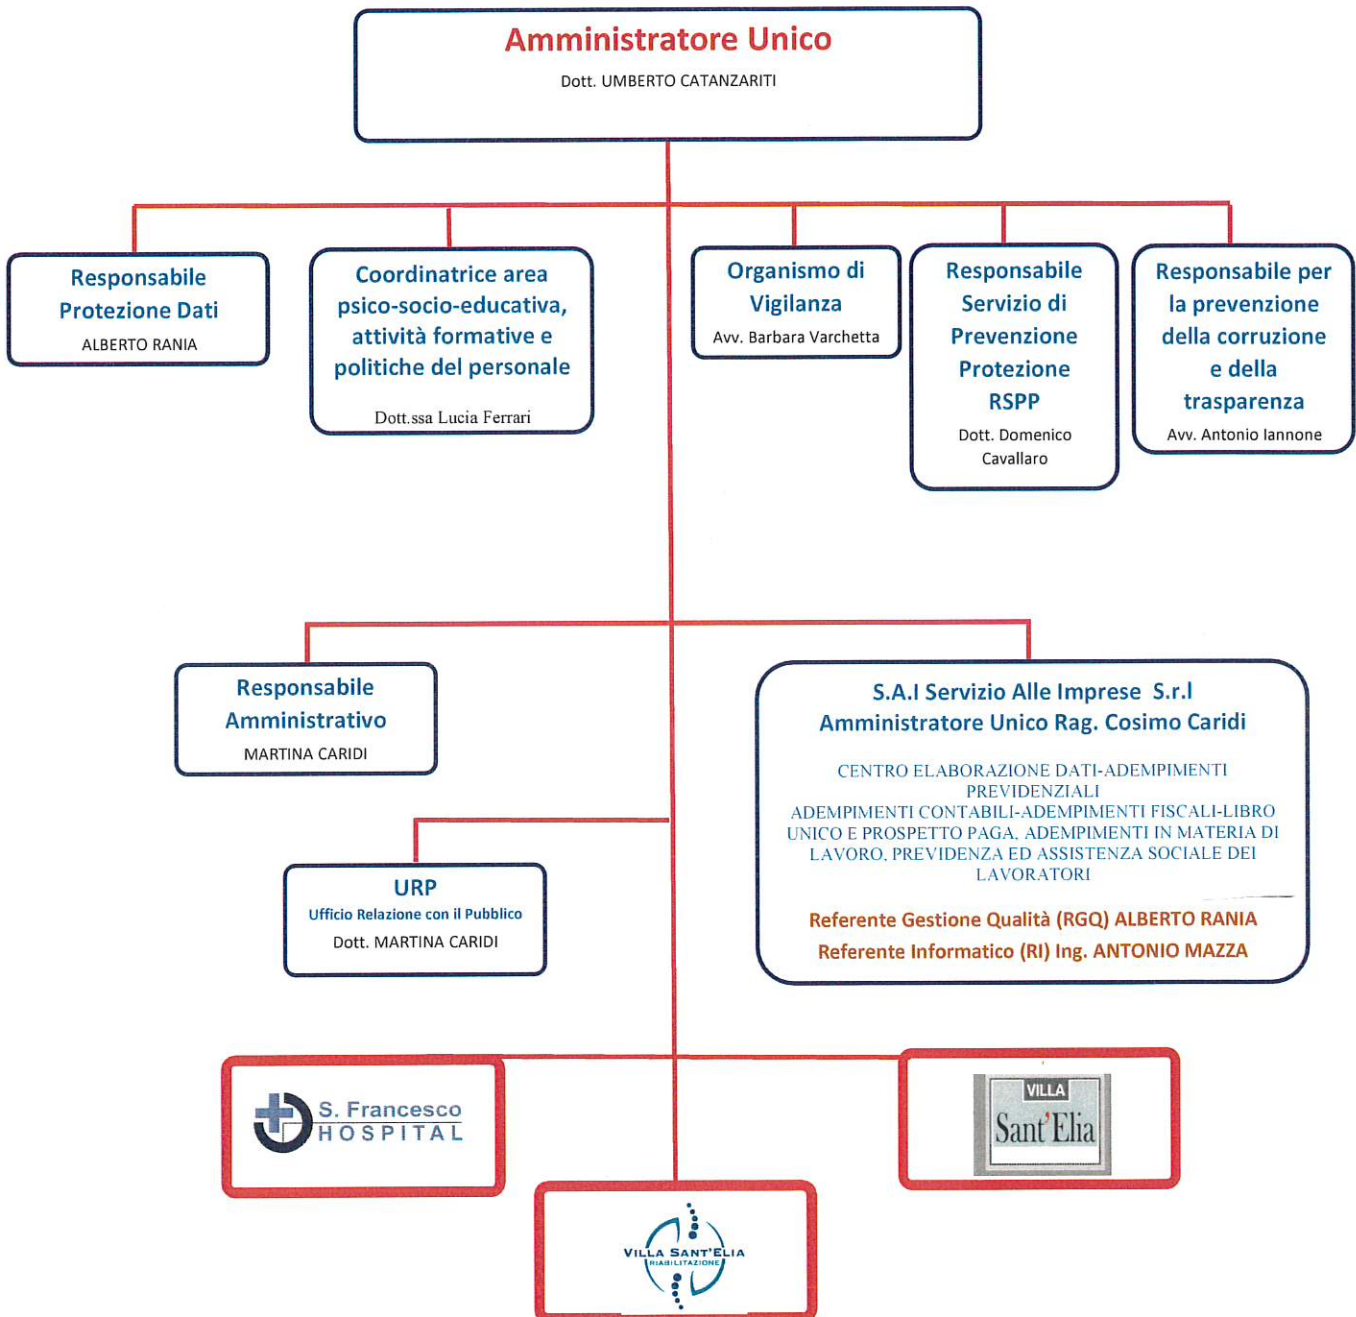 Amministratore Unico
Dott. UMBERTO CATANZARITI
Responsabile
Protezione Dati
ALBERTO RANIA
Coordinatrice area
psico-socio-educativa,
attività formative e
politiche del personale
Dott.ssa Lucia Ferrari
Organismo di
Vigilanza
Avv. Barbara Varchetta
Responsabile
Servizio di
Prevenzione
Protezione
RSPP
Dott. Domenico
Cavallaro
Responsabile per
la prevenzione
della corruzione
e della
trasparenza
Avv. Antonio Iannone
Responsabile
Amministrativo
MARTINA CARIDI
S.A.I Servizio Alle Imprese S.r.l
Amministratore Unico Rag. Cosimo Caridi
CENTRO ELABORAZIONE DATI-ADEMPIMENTI
PREVIDENZIALI
ADEMPIMENTI CONTABILI-ADEMPIMENTI FISCALI-LIBRO
UNICO E PROSPETTO PAGA, ADEMPIMENTI IN MATERIA DI
LAVORO, PREVIDENZA ED ASSISTENZA SOCIALE DEI
LAVORATORI
Referente Gestione Qualità (RGQ) ALBERTO RANIA
Referente Informatico (RI) Ing. ANTONIO MAZZA
URP
Ufficio Relazione con il Pubblico
Dott. MARTINA CARIDI
S. Francesco
HOSPITAL
VILLA
Sant'Elia
VILLA SANT'ELIA
RIABILITAZIONE